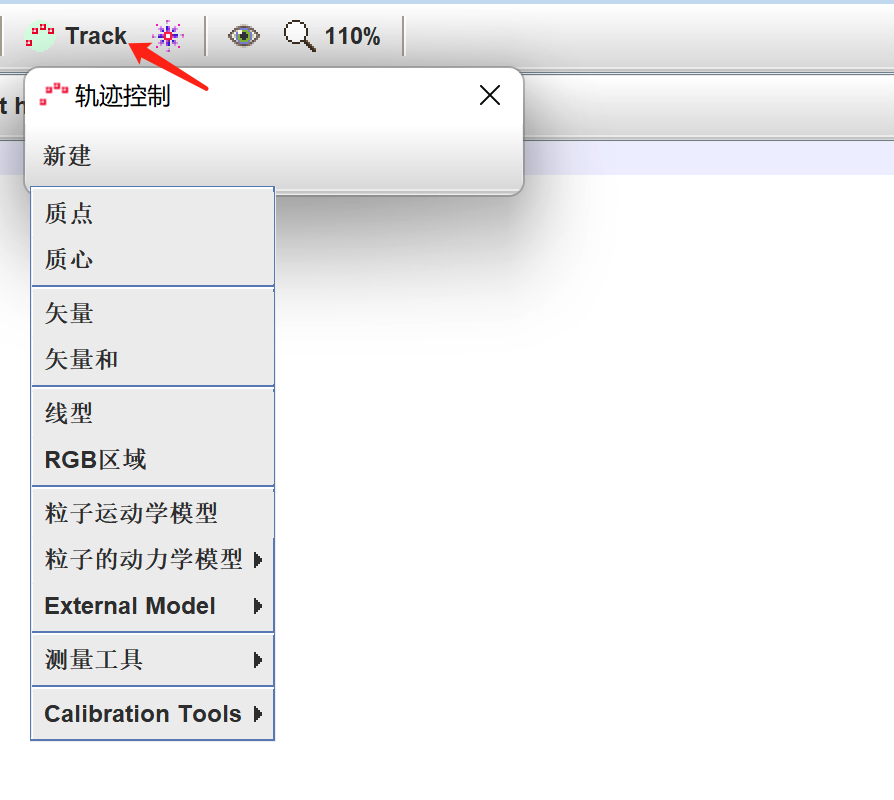 Track
110%
轨迹控制
t h
新建
质点
质心
矢量
矢量和
线型
RGB区域
粒子运动学模型
粒子的动力学模型
External Model
测量工具
Calibration Tools